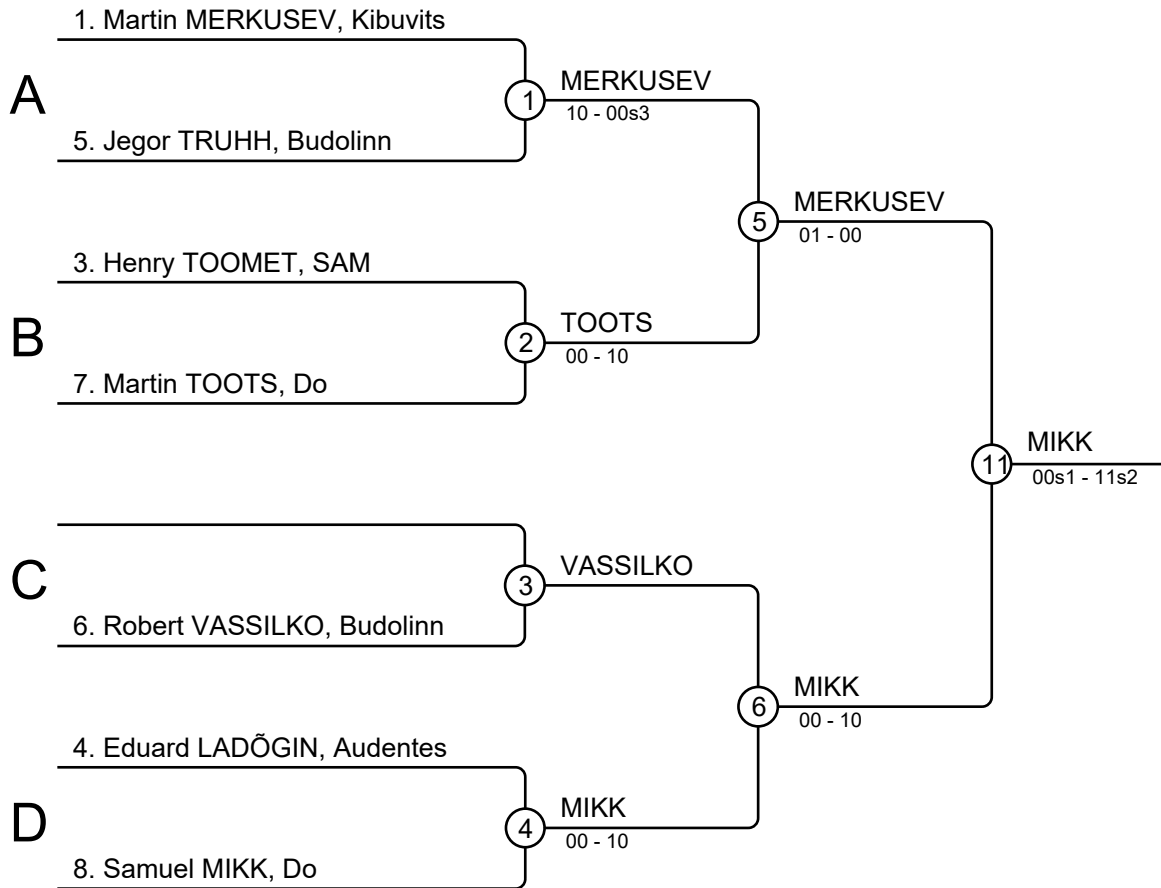 1. Martin MERKUSEV, Kibuvits
A
1
MERKUSEV
10 - 00s3
5. Jegor TRUHH, Budolinn
5
MERKUSEV
01 - 00
3. Henry TOOMET, SAM
B
2
TOOTS
00 - 10
7. Martin TOOTS, Do
11
MIKK
00s1 - 11s2
C
3
VASSILKO
6. Robert VASSILKO, Budolinn
6
MIKK
00 - 10
4. Eduard LADÕGIN, Audentes
D
4
MIKK
00 - 10
8. Samuel MIKK, Do